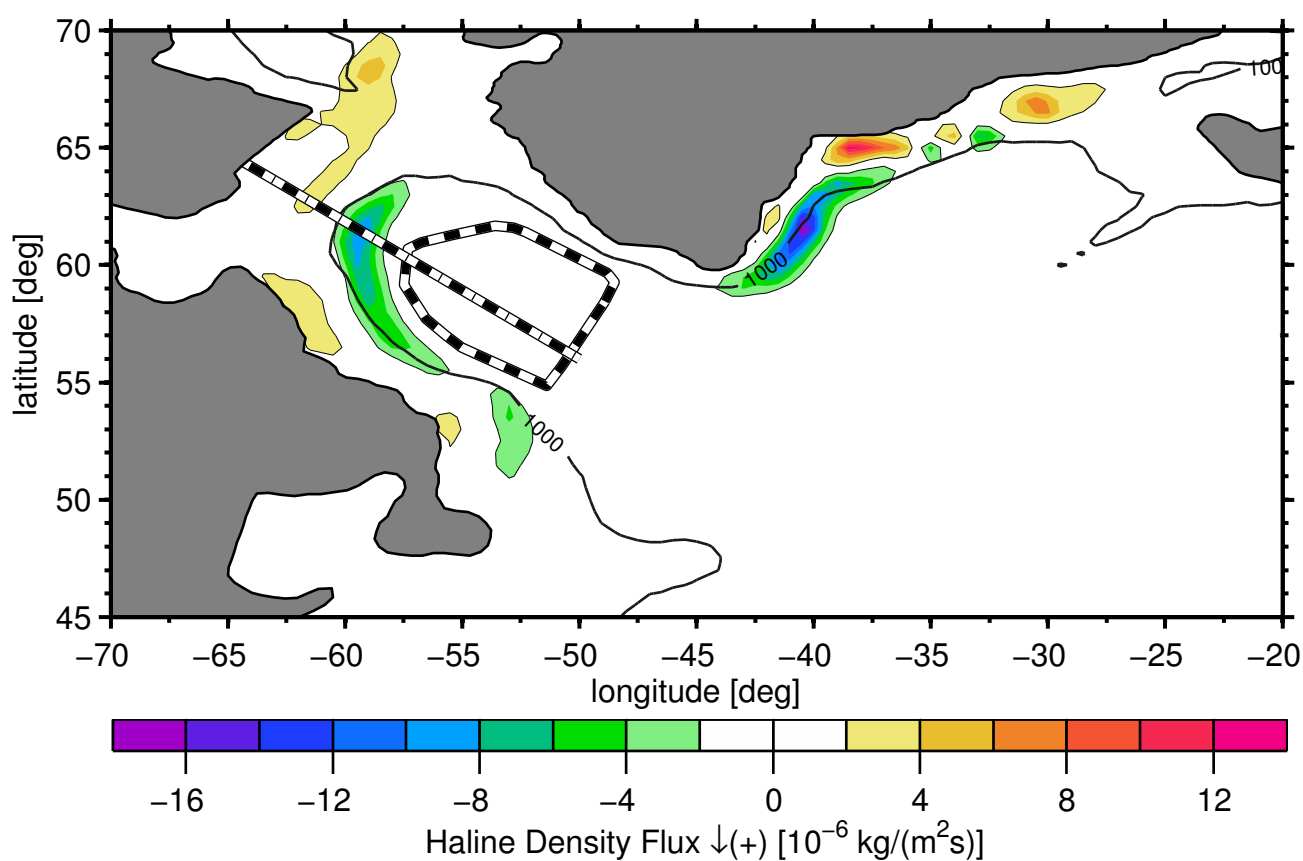 70
65
60
55
50
45
latitude [deg]
100
1000
1000
−70 −65 −60 −55 −50 −45 −40 −35 −30 −25 −20
longitude [deg]
−16 −12 −8 −4 0 4 8 12
Haline Density Flux ↓(+) [10⁻⁶ kg/(m²s)]